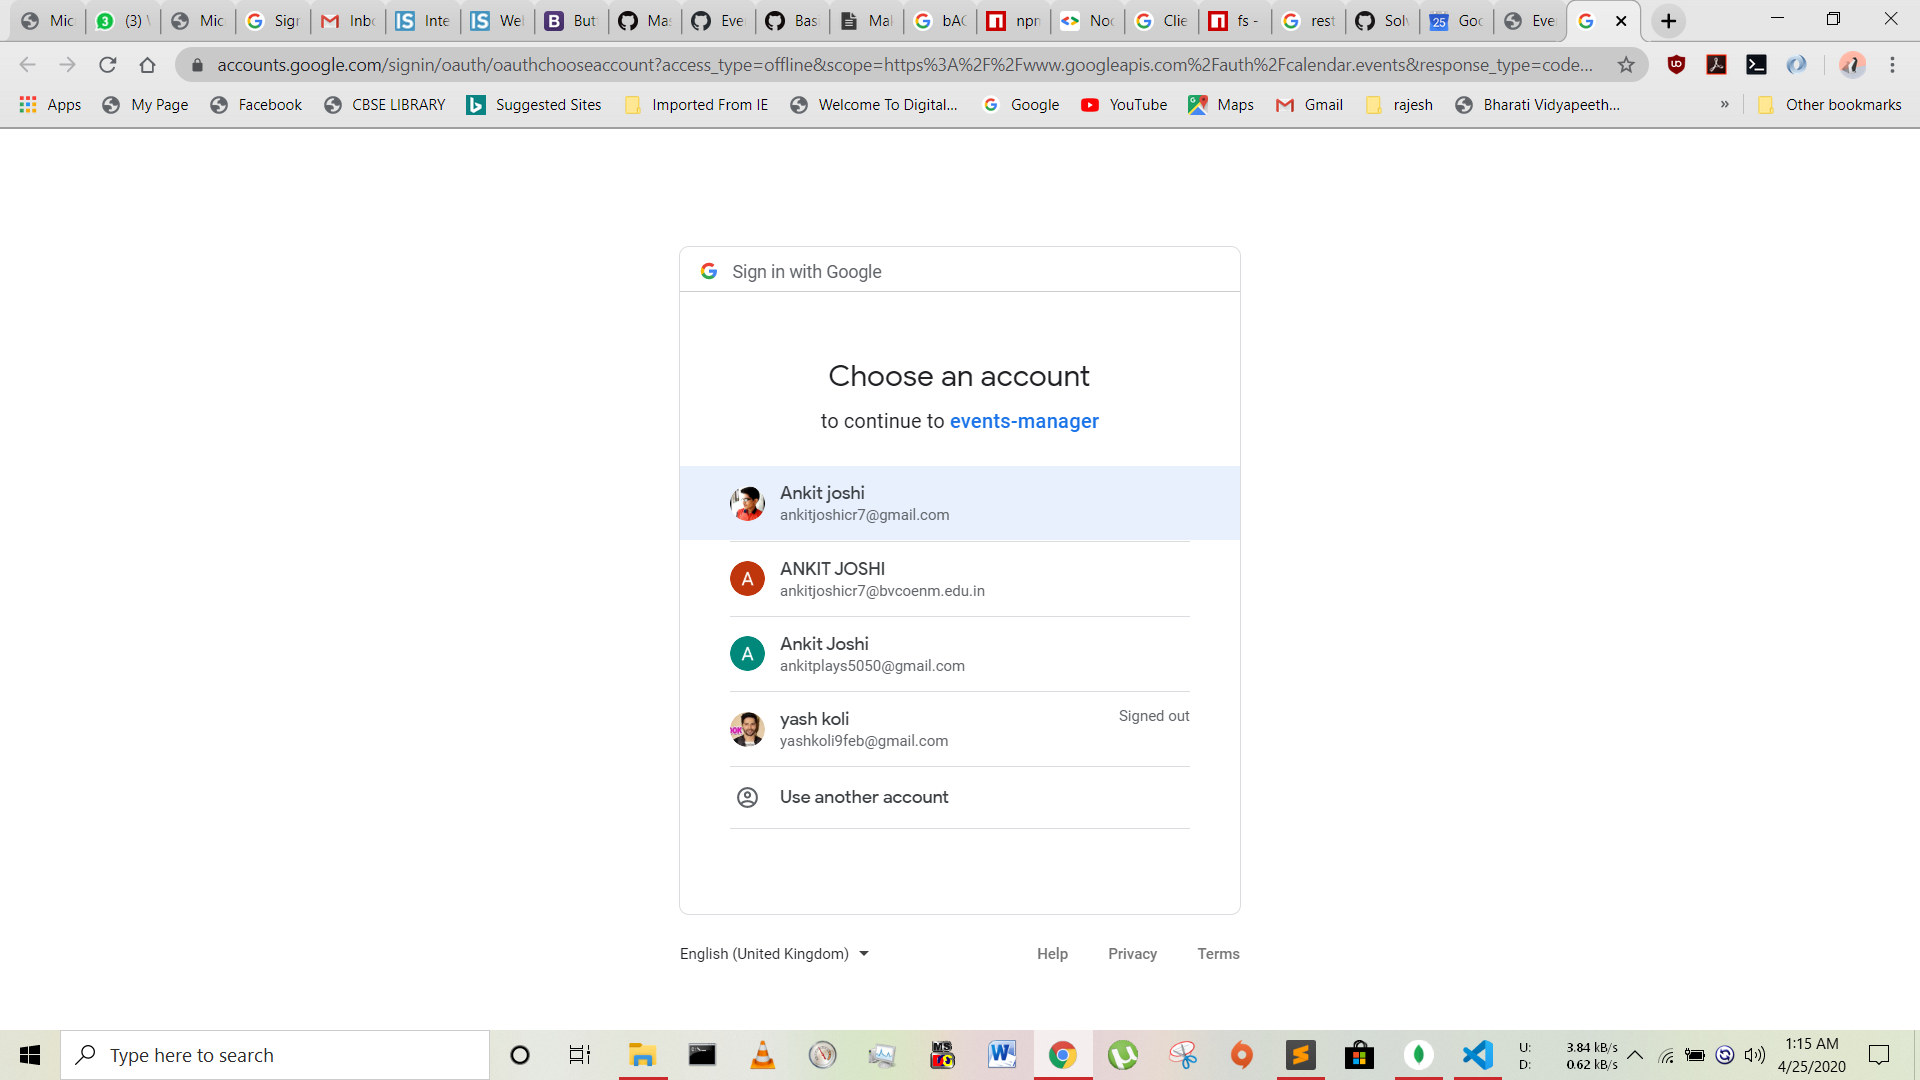 Mic
(3) W
Mic
Sign
Inbo
Inte
Wel
But
Mas
Eve
Bas
Mal
bAC
npm
Noc
Clie
fs -
rest
Solv
Goo
Eve
accounts.google.com/signin/oauth/oauthchooseaccount?access_type=offline&scope=https%3A%2F%2Fwww.googleapis.com%2Fauth%2Fcalendar.events&response_type=code...
Apps My Page Facebook CBSE LIBRARY Suggested Sites Imported From IE Welcome To Digital... Google YouTube Maps Gmail rajesh Bharati Vidyapeeth... » Other bookmarks
Sign in with Google
Choose an account
to continue to events-manager
Ankit joshi
ankitjoshicr7@gmail.com
A
ANKIT JOSHI
ankitjoshicr7@bvcoenm.edu.in
A
Ankit Joshi
ankitplays5050@gmail.com
yash koli
Signed out
yashkoli9feb@gmail.com
Use another account
English (United Kingdom)
Help Privacy Terms
Type here to search
U: 3.84 kB/s
D: 0.62 kB/s
1:15 AM
4/25/2020